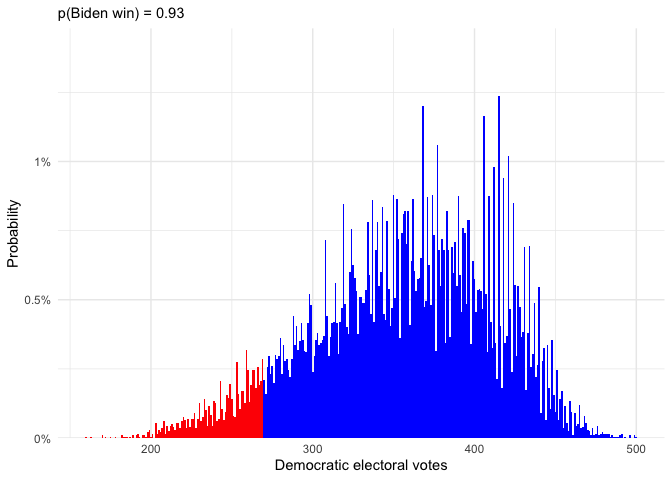 p(Biden win) = 0.93
Probability
1%
0.5%
0%
200
300
400
500
Democratic electoral votes